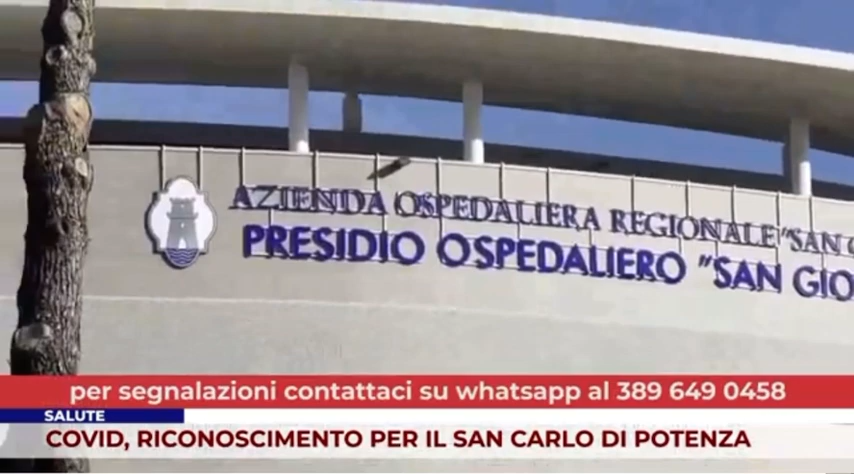 AZIENDA OSPEDALIERA REGIONALE "SAN
PRESIDIO OSPEDALIERO "SAN
per segnalazioni contattaci su whatsapp al 389 649 0458
SALUTE
COVID, RICONOSCIMENTO PER IL SAN CARLO DI POTENZA